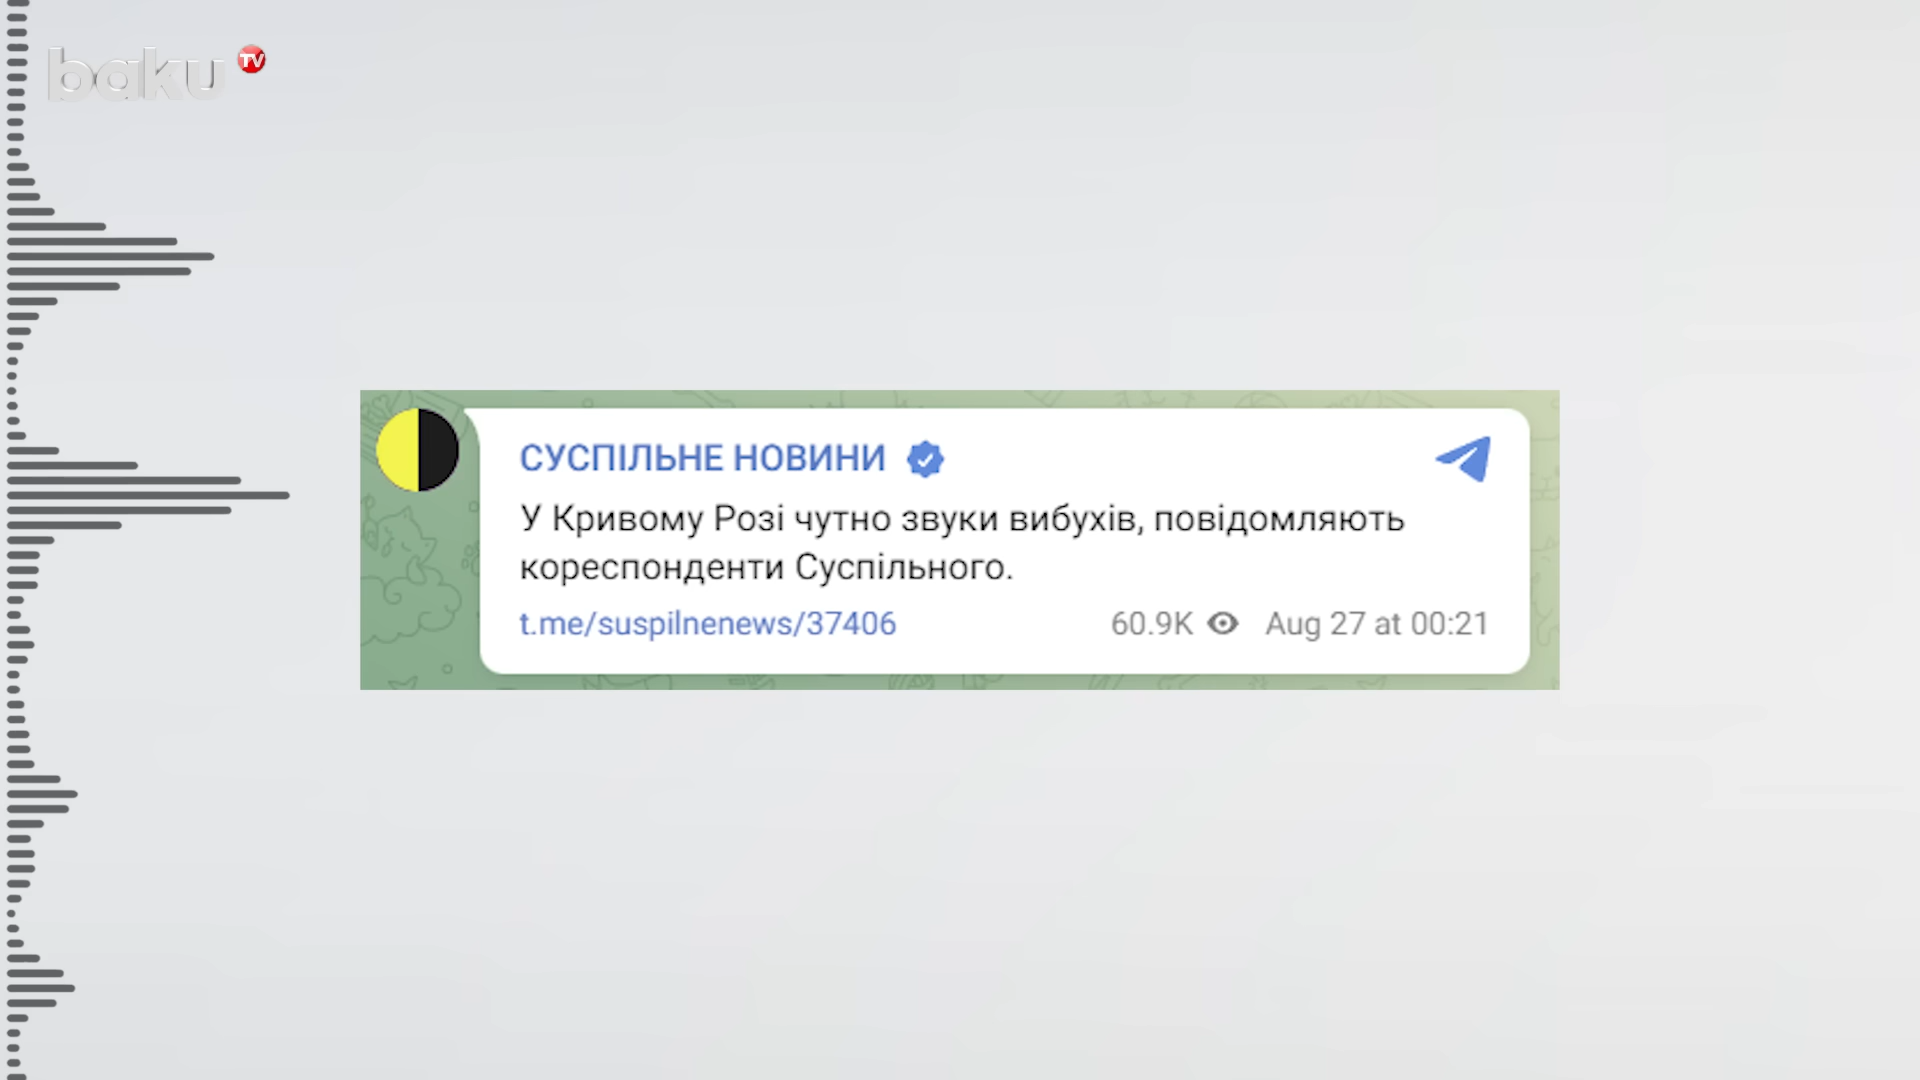 baku TV
СУСПІЛЬНЕ НОВИНИ
У Кривому Розі чутно звуки вибухів, повідомляють
кореспонденти Суспільного.
t.me/suspilnenews/37406 60.9K Aug 27 at 00:21